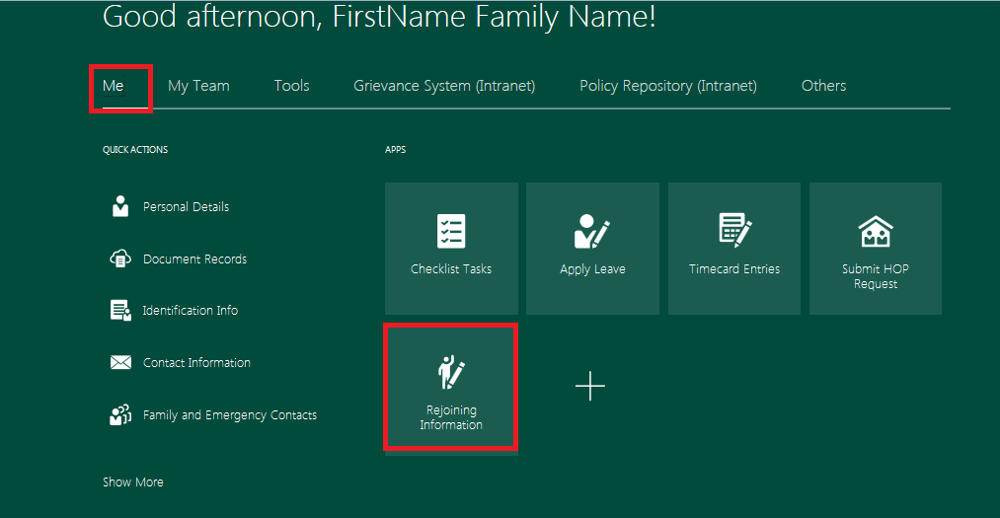 Good afternoon, FirstName Family Name!
Me
My Team
Tools
Grievance System (Intranet)
Policy Repository (Intranet)
Others
QUICK ACTIONS
Personal Details
Document Records
Identification Info
Contact Information
Family and Emergency Contacts
Show More
APPS
Checklist Tasks
Apply Leave
Timecard Entries
Submit HOP
Request
Rejoining
Information